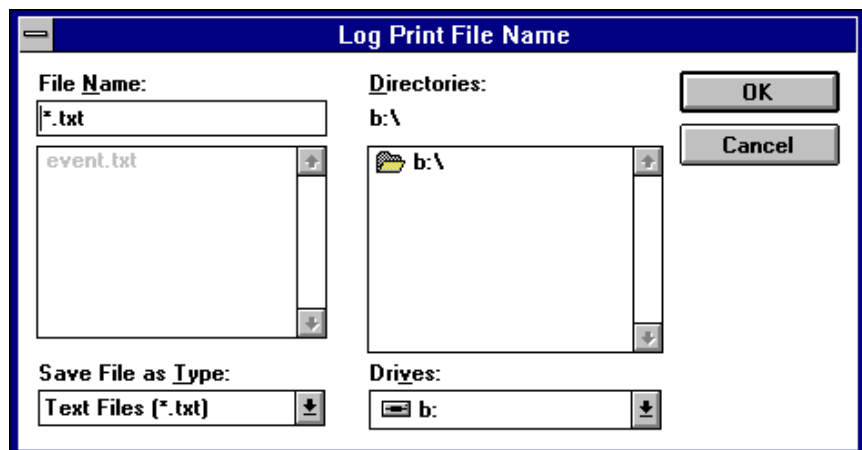 Log Print File Name
File Name:
*.txt
event.txt
Save File as Type:
Text Files (*.txt)
Directories:
b:\
b:\
Drives:
b:
OK
Cancel